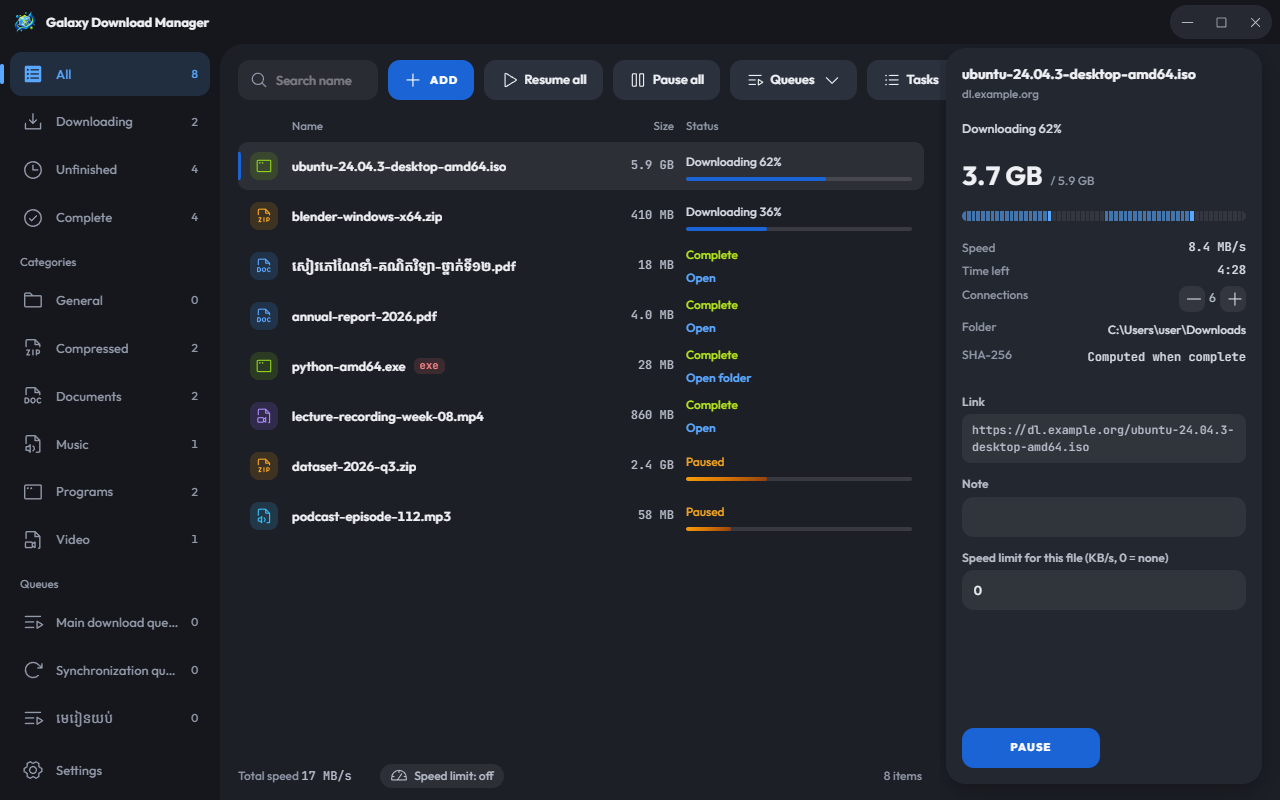 Galaxy Download Manager
All 8
Downloading 2
Unfinished 4
Complete 4
Categories
General 0
Compressed 2
Documents 2
Music 1
Programs 2
Video 1
Queues
Main download que... 0
Synchronization qu... 0
មេរៀនយប់ 0
Settings
Search name
ADD
Resume all
Pause all
Queues
Tasks
Name Size Status
ubuntu-24.04.3-desktop-amd64.iso 5.9 GB Downloading 62%
ZIP blender-windows-x64.zip 410 MB Downloading 36%
DOC សៀវភៅណែនាំ-គណិតវិទ្យា-ថ្នាក់ទី១២.pdf 18 MB Complete
Open
DOC annual-report-2026.pdf 4.0 MB Complete
Open
python-amd64.exe exe 28 MB Complete
Open folder
lecture-recording-week-08.mp4 860 MB Complete
Open
ZIP dataset-2026-q3.zip 2.4 GB Paused
podcast-episode-112.mp3 58 MB Paused
Total speed 17 MB/s
Speed limit: off
8 items
ubuntu-24.04.3-desktop-amd64.iso
dl.example.org
Downloading 62%
3.7 GB / 5.9 GB
Speed 8.4 MB/s
Time left 4:28
Connections 6
Folder C:\Users\user\Downloads
SHA-256 Computed when complete
Link
https://dl.example.org/ubuntu-24.04.3-
desktop-amd64.iso
Note
Speed limit for this file (KB/s, 0 = none)
0
PAUSE